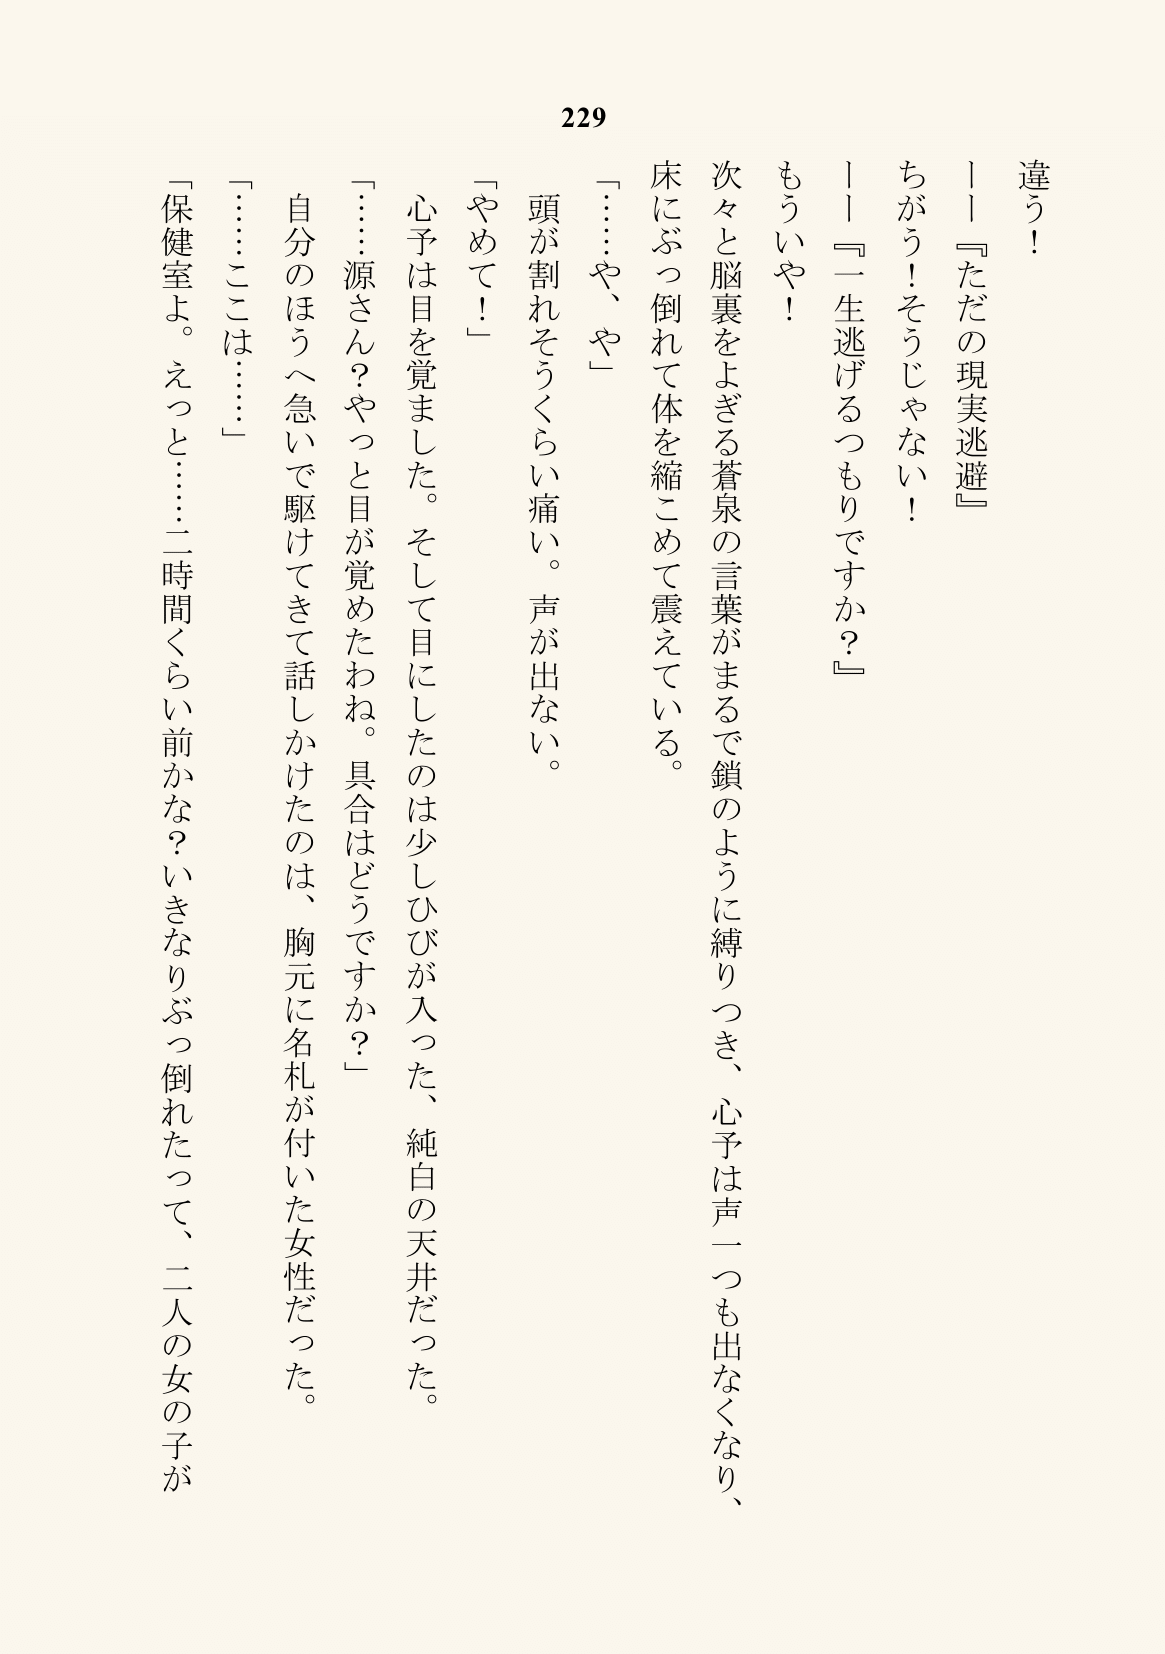 229
違う！
ーー『ただの現実逃避』
ちがう！そうじゃない！
ーー『一生逃げるつもりですか？』
もういや！
次々と脳裏をよぎる蒼泉の言葉がまるで鎖のように縛りつき、心予は声一つも出なくなり、
床にぶっ倒れて体を縮こめて震えている。
「……や、や」
　頭が割れそうくらい痛い。声が出ない。
「やめて！」
　心予は目を覚ました。そして目にしたのは少しひびが入った、純白の天井だった。
「……源さん？やっと目が覚めたわね。具合はどうですか？」
　自分のほうへ急いで駆けてきて話しかけたのは、胸元に名札が付いた女性だった。
「……ここは……」
「保健室よ。えっと……二時間くらい前かな？いきなりぶっ倒れたって、二人の女の子が